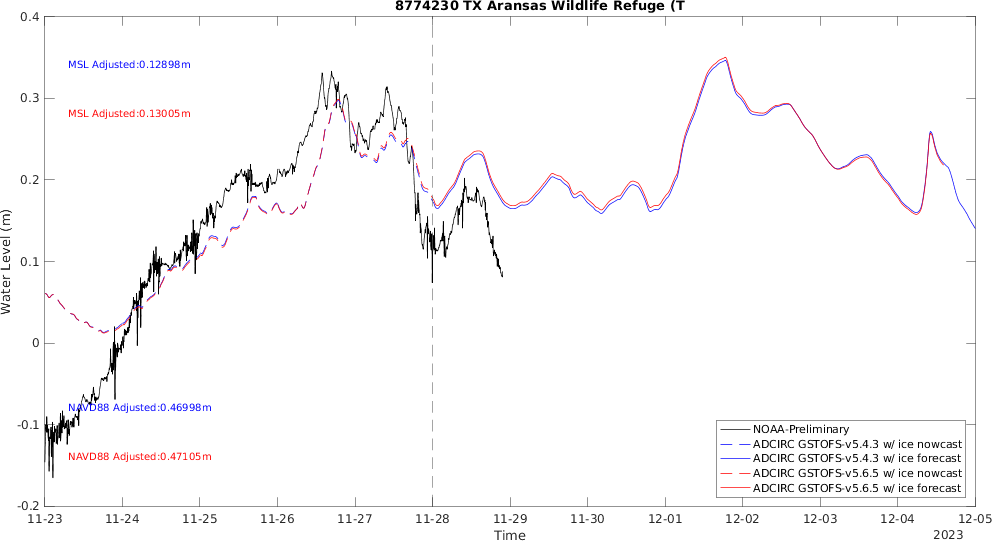 8774230 TX Aransas Wildlife Refuge (T
0.4
0.3
0.2
0.1
0
-0.1
-0.2
Water Level (m)
MSL Adjusted:0.12898m
MSL Adjusted:0.13005m
NAVD88 Adjusted:0.46998m
NAVD88 Adjusted:0.47105m
NOAA-Preliminary
ADCIRC GSTOFS-v5.4.3 w/ ice nowcast
ADCIRC GSTOFS-v5.4.3 w/ ice forecast
ADCIRC GSTOFS-v5.6.5 w/ ice nowcast
ADCIRC GSTOFS-v5.6.5 w/ ice forecast
11-23 11-24 11-25 11-26 11-27 11-28 11-29 11-30 12-01 12-02 12-03 12-04 12-05
Time
2023